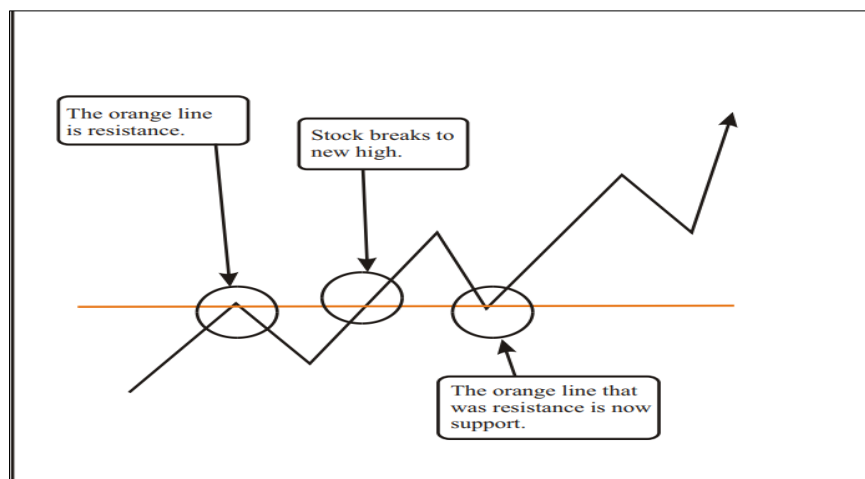 The orange line
is resistance.
Stock breaks to
new high.
The orange line that
was resistance is now
support.